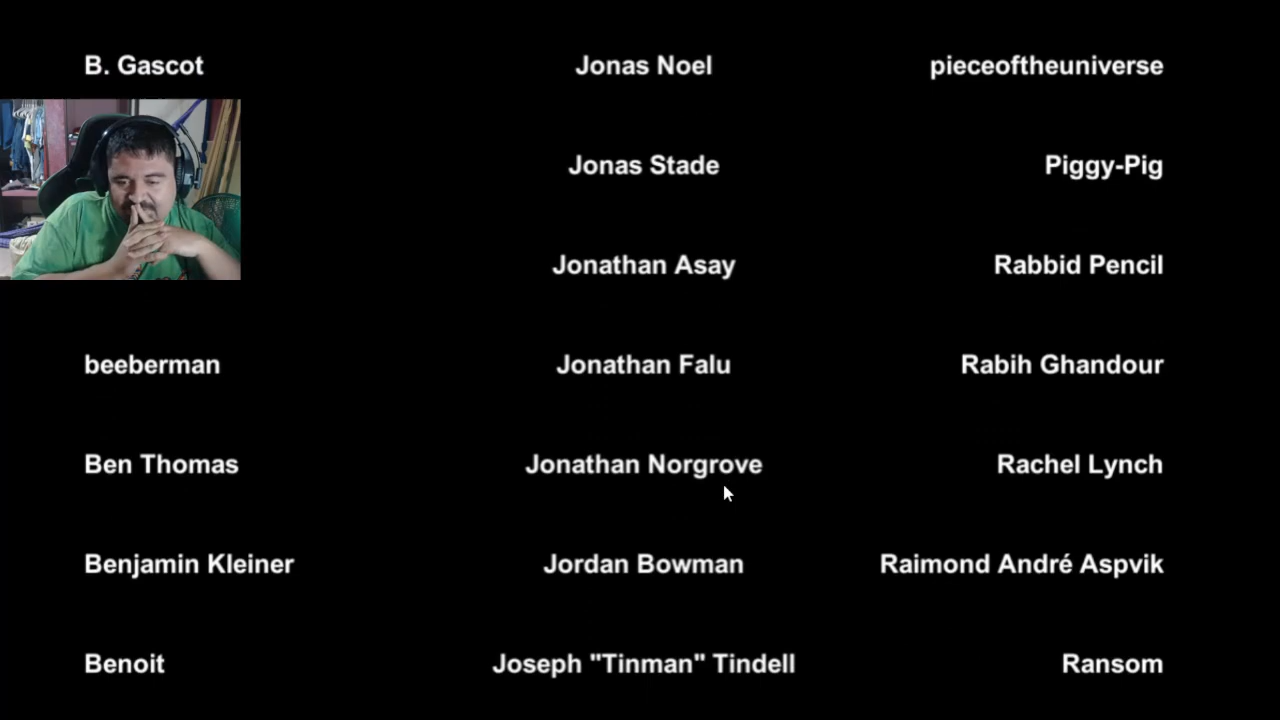 B. Gascot
Jonas Noel
pieceoftheuniverse
Jonas Stade
Piggy-Pig
Jonathan Asay
Rabbid Pencil
beeberman
Jonathan Falu
Rabih Ghandour
Ben Thomas
Jonathan Norgrove
Rachel Lynch
Benjamin Kleiner
Jordan Bowman
Raimond André Aspvik
Benoit
Joseph "Tinman" Tindell
Ransom